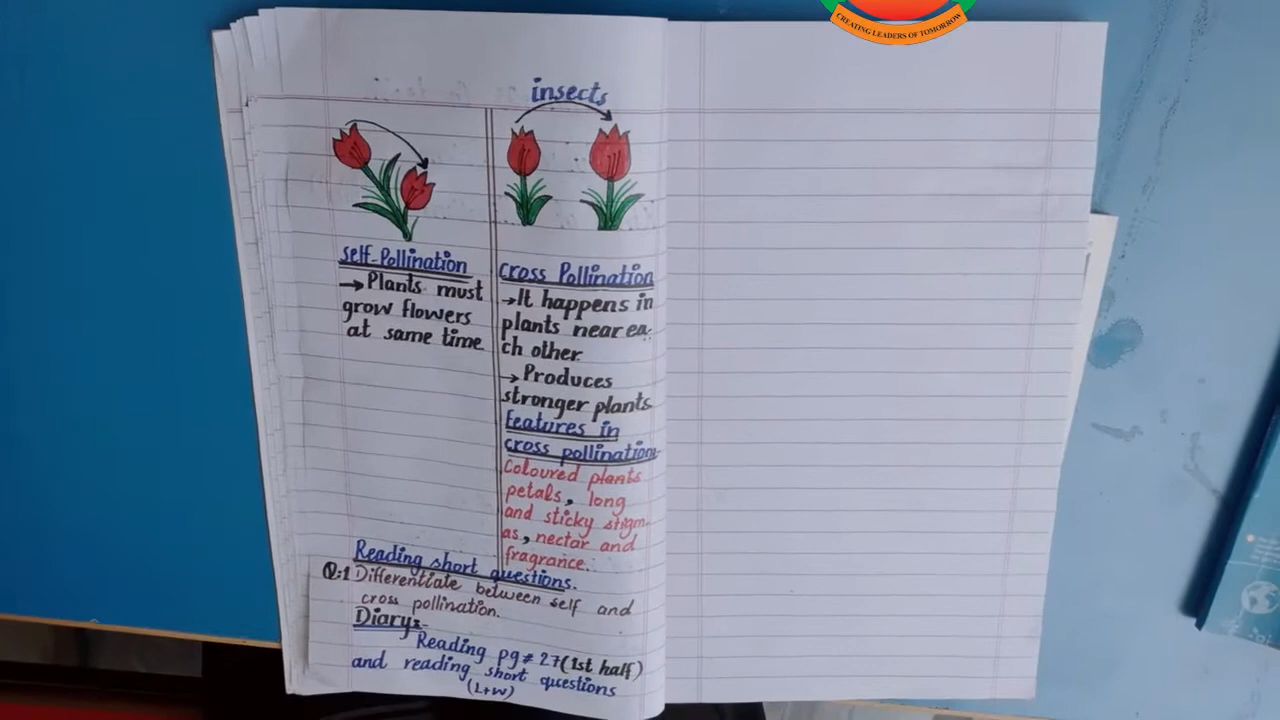 CREATING LEADERS OF TOMORROW
insects
self-Pollination
→Plants must
grow flowers
at same time
cross Pollination
→It happens in
plants near ea-
ch other.
→Produces
stronger plants
Features in
cross pollination:-
Coloured plants
petals, long
and sticky stigm-
as, nectar and
fragrance.
Reading short questions.
Q:1 Differentiate between self and
cross pollination.
Diary:-
Reading pg# 27(1st half)
and reading short questions
(L+W)